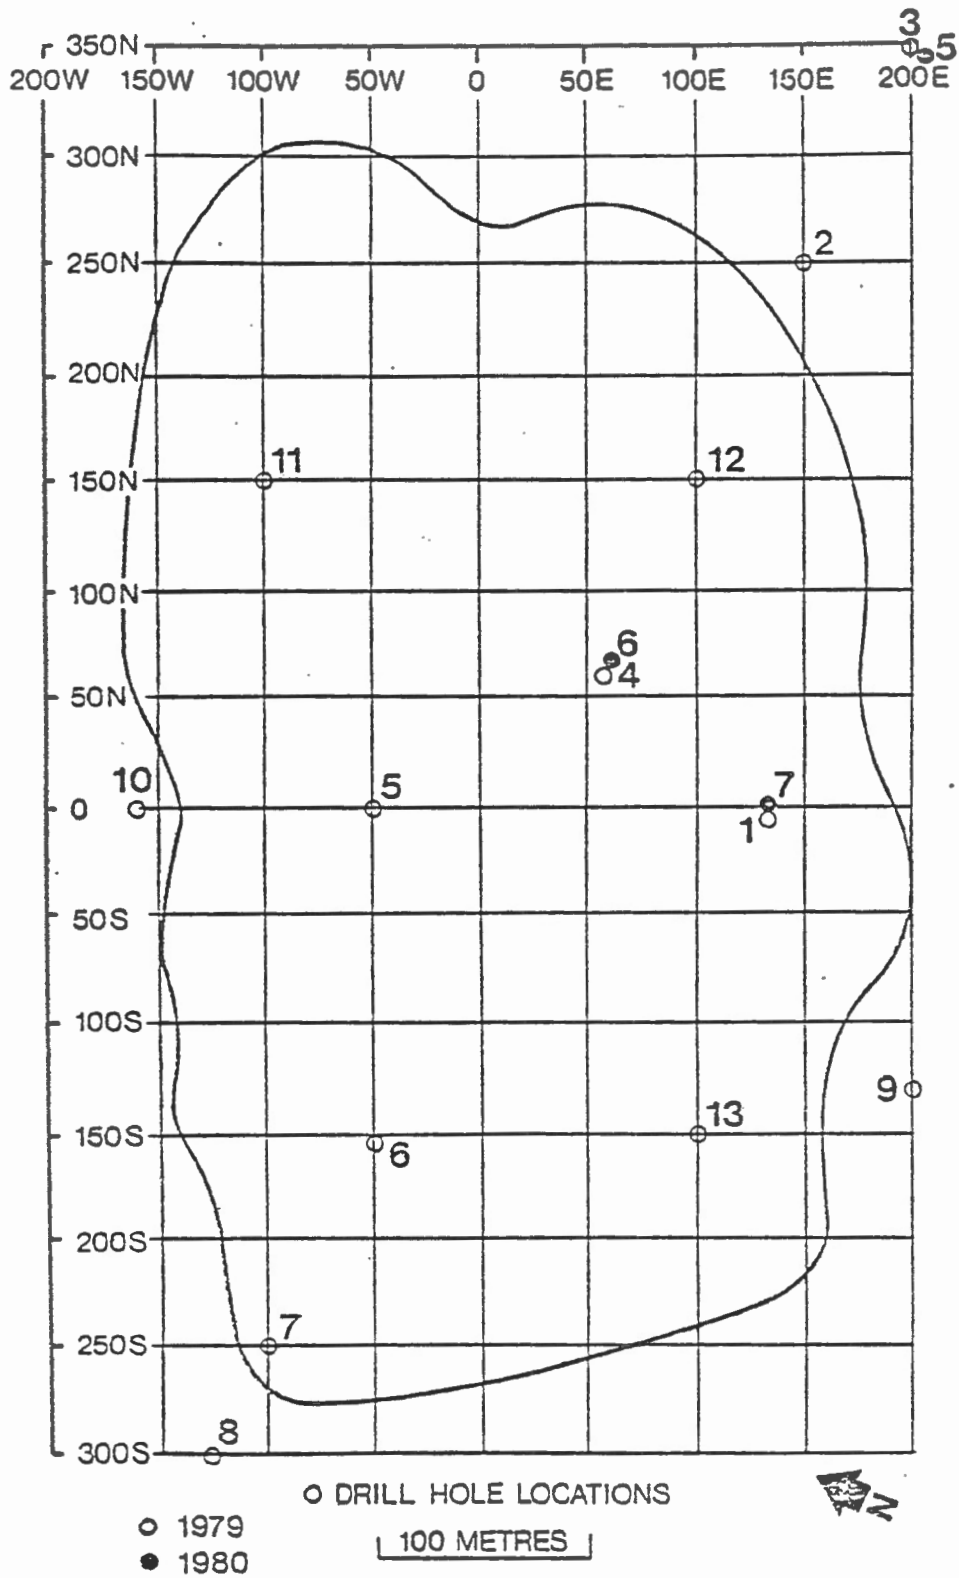 3
350N 5
200W 150W 100W 50W 0 50E 100E 150E 200E
300N
2
250N
200N
11 12
150N
100N
6
4
50N
10 5 7
0
1
50S
100S
9
13
150S
6
200S
7
250S
8
300S
O DRILL HOLE LOCATIONS
N
1979
100 METRES
1980